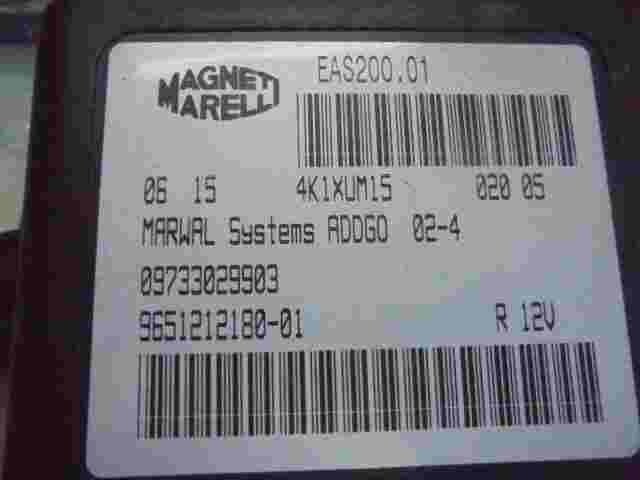 MAGNETI MARELLI
EAS200.01
06 15 4K1XUM15 020 05
MARWAL Systems ADDGO 02-4
09733029903
9651212180-01 R 12V